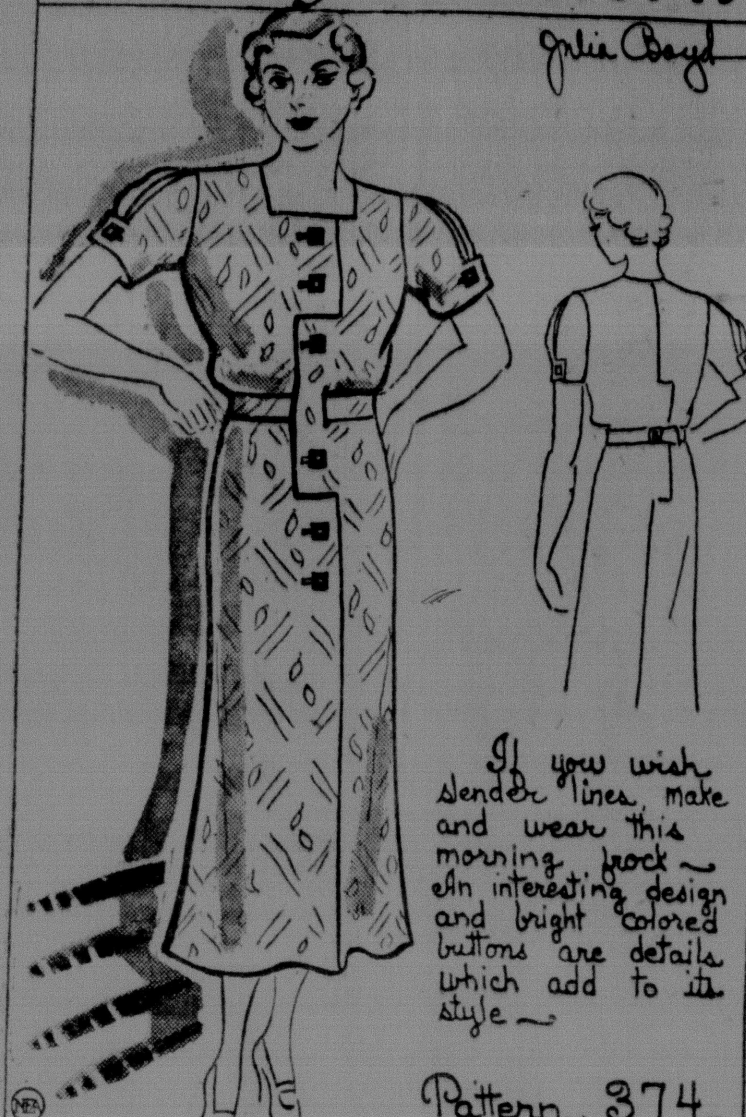 Julia Boyd
If you wish
slender lines, make
and wear this
morning frock ~
An interesting design
and bright colored
buttons are details
which add to its
style ~
Pattern 374
NEA